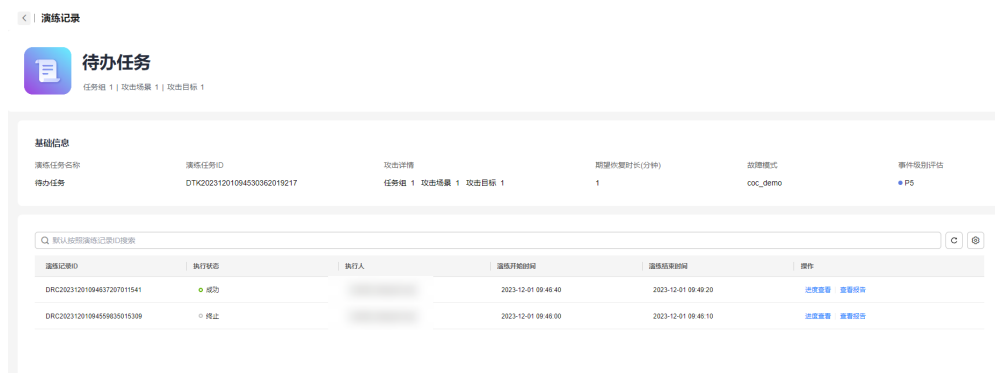 演练记录
待办任务
任务组 1 | 攻击场景 1 | 攻击目标 1
基础信息
演练任务名称 演练任务ID 攻击详情 期望恢复时长(分钟) 故障模式 事件级别评估
待办任务 DTK20231201094530362019217 任务组 1 攻击场景 1 攻击目标 1 1 coc_demo P5
默认按照演练记录ID搜索
演练记录ID 执行状态 执行人 演练开始时间 演练结束时间 操作
DRC20231201094637207011541 成功 2023-12-01 09:46:40 2023-12-01 09:49:20 进度查看 查看报告
DRC20231201094559835015309 终止 2023-12-01 09:46:00 2023-12-01 09:46:10 进度查看 查看报告